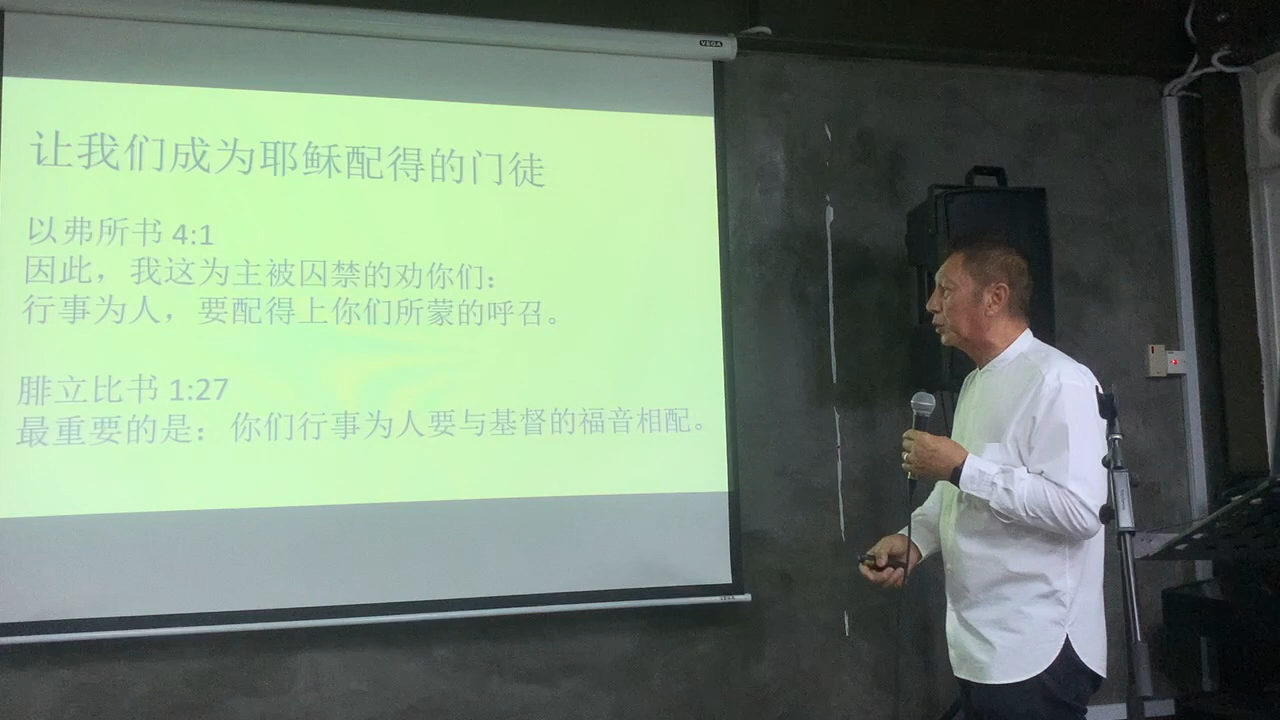 VEGA
让我们成为耶稣配得的门徒
以弗所书 4:1
因此，我这为主被囚禁的劝你们：
行事为人，要配得上你们所蒙的呼召。
腓立比书 1:27
最重要的是：你们行事为人要与基督的福音相配。
VEGA